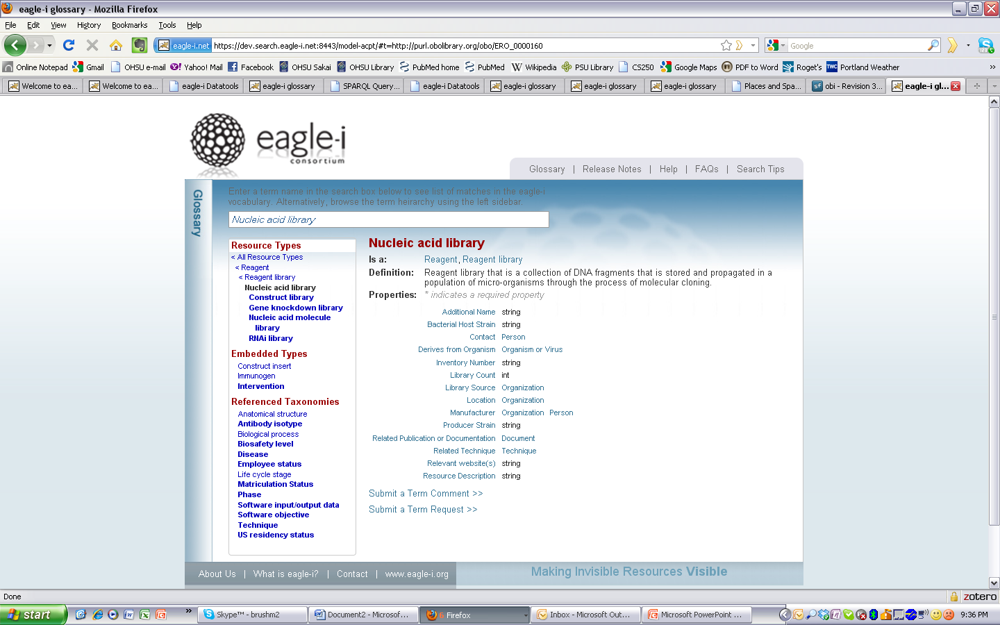 eagle-i glossary - Mozilla Firefox
File Edit View History Bookmarks Tools Help
eagle-i.net https://dev.search.eagle-i.net:8443/model-acpt/#t=http://purl.obolibrary.org/obo/ERO_0000160
Google
Online Notepad Gmail OHSU e-mail Yahoo! Mail Facebook OHSU Sakai OHSU Library PubMed home PubMed Wikipedia PSU Library CS250 Google Maps PDF to Word Roget's Portland Weather »
Welcome to ea... Welcome to ea... eagle-i Datatools eagle-i glossary SPARQL Query... eagle-i Datatools eagle-i glossary eagle-i glossary eagle-i glossary Places and Spa... obi - Revision 3... eagle-i gl...
eagle-i
consortium
Glossary | Release Notes | Help | FAQs | Search Tips
Glossary
Enter a term name in the search box below to see list of matches in the eagle-i
vocabulary. Alternatively, browse the term heirarchy using the left sidebar.
Nucleic acid library
Resource Types
< All Resource Types
< Reagent
< Reagent library
Nucleic acid library
Construct library
Gene knockdown library
Nucleic acid molecule
library
RNAi library
Embedded Types
Construct insert
Immunogen
Intervention
Referenced Taxonomies
Anatomical structure
Antibody isotype
Biological process
Biosafety level
Disease
Employee status
Life cycle stage
Matriculation Status
Phase
Software input/output data
Software objective
Technique
US residency status
Nucleic acid library
Is a: Reagent, Reagent library
Definition: Reagent library that is a collection of DNA fragments that is stored and propagated in a
population of micro-organisms through the process of molecular cloning.
Properties: * indicates a required property
Additional Name string
Bacterial Host Strain string
Contact Person
Derives from Organism Organism or Virus
Inventory Number string
Library Count int
Library Source Organization
Location Organization
Manufacturer Organization Person
Producer Strain string
Related Publication or Documentation Document
Related Technique Technique
Relevant website(s) string
Resource Description string
Submit a Term Comment >>
Submit a Term Request >>
About Us | What is eagle-i? | Contact | www.eagle-i.org
Making Invisible Resources Visible
Done
zotero
start
» Skype™ - brushm2 Document2 - Microsof... 6 Firefox Inbox - Microsoft Out... Microsoft PowerPoint ... 9:36 PM